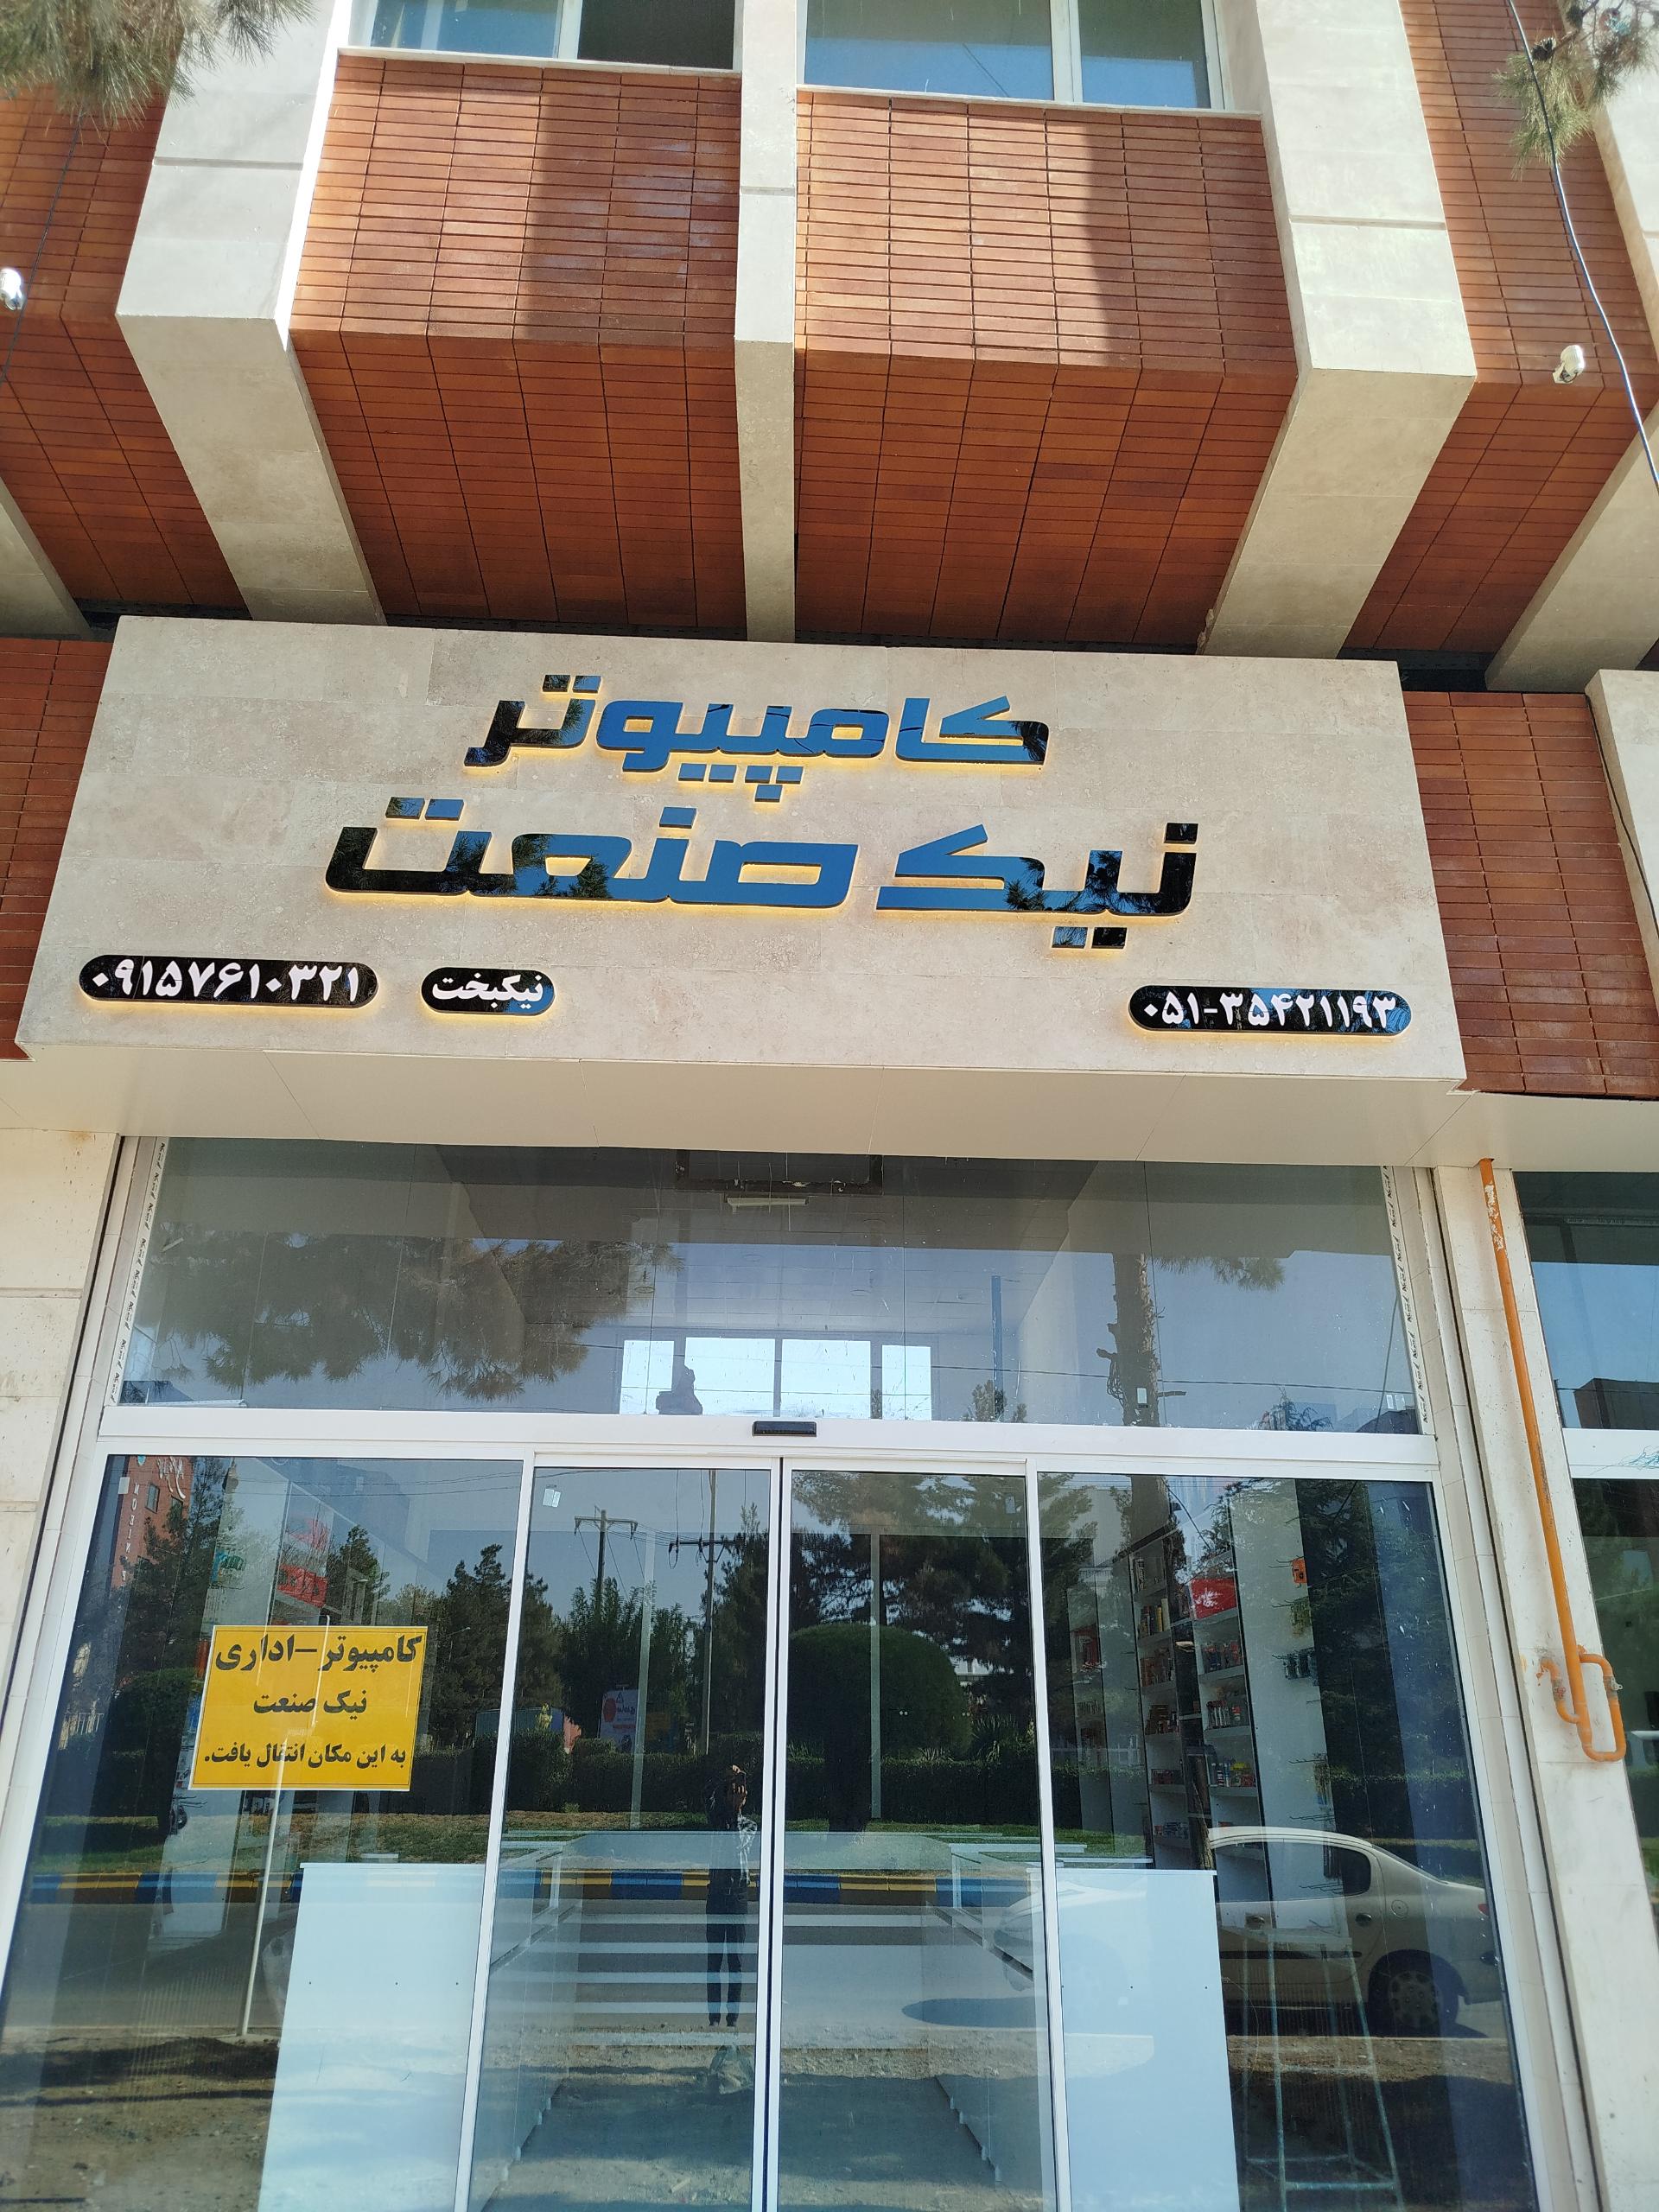 کامپیوتر
نیک صنعت
۰۵۱-۳۵۴۲۱۱۹۳
نیکبخت
۰۹۱۵۷۶۱۰۳۲۱
کامپیوتر-اداری
نیک صنعت
به این مکان انتقال یافت.